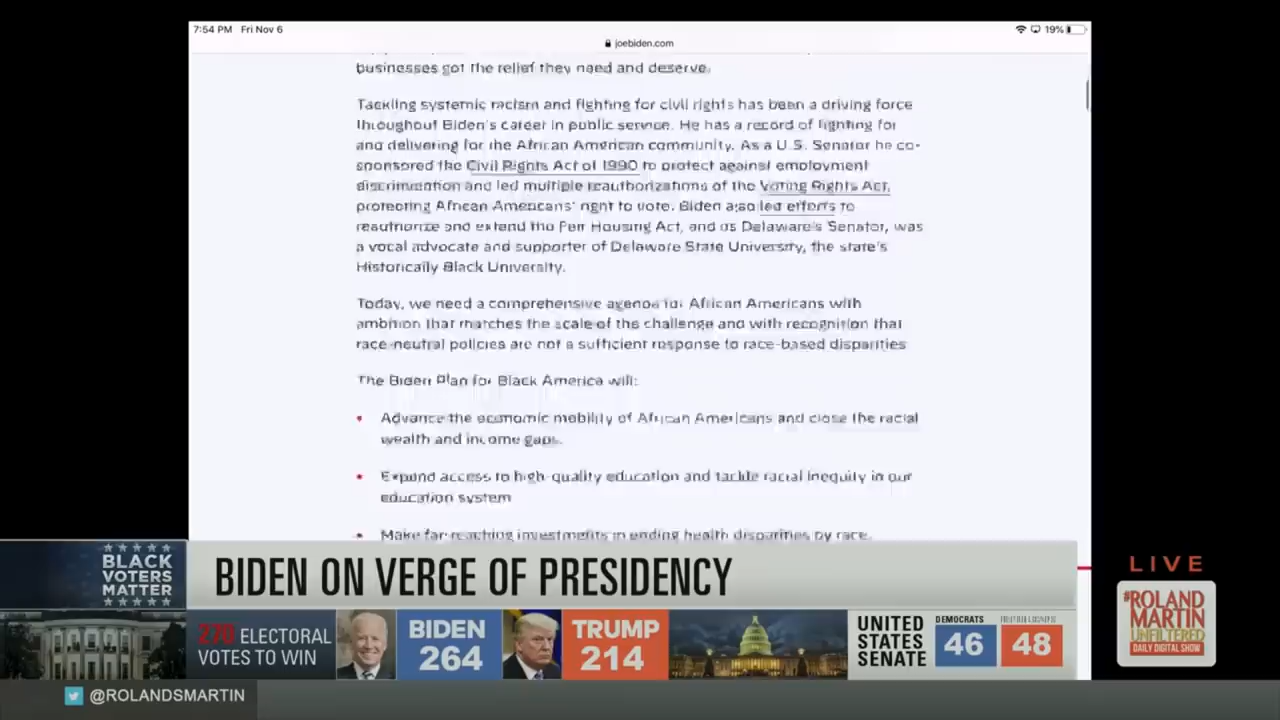 7:54 PM Fri Nov 6
19%
joebiden.com
businesses got the relief they need and deserve.
Tackling systemic racism and fighting for civil rights has been a driving force
throughout Biden's career in public service. He has a record of fighting for
and delivering for the African American community. As a U.S. Senator he co-
sponsored the Civil Rights Act of 1990 to protect against employment
discrimination and led multiple reauthorizations of the Voting Rights Act,
protecting African Americans' right to vote. Biden also led efforts to
reauthorize and extend the Fair Housing Act, and as Delaware's Senator, was
a vocal advocate and supporter of Delaware State University, the state's
Historically Black University.
Today, we need a comprehensive agenda for African Americans with
ambition that matches the scale of the challenge and with recognition that
race-neutral policies are not a sufficient response to race-based disparities
The Biden Plan for Black America will:
Advance the economic mobility of African Americans and close the racial
wealth and income gaps.
Expand access to high-quality education and tackle racial inequity in our
education system
Make far-reaching investments in ending health disparities by race.
BLACK
VOTERS
MATTER
BIDEN ON VERGE OF PRESIDENCY
LIVE
#ROLAND
MARTIN
UNFILTERED
DAILY DIGITAL SHOW
270 ELECTORAL
VOTES TO WIN
BIDEN
264
TRUMP
214
UNITED
STATES
SENATE
DEMOCRATS
46
48
@ROLANDSMARTIN